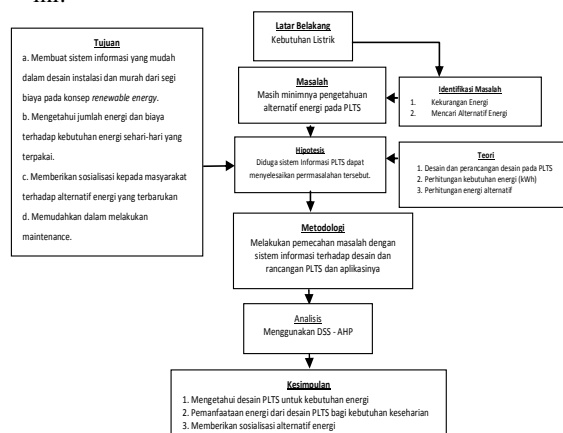 ini.
Latar Belakang
Kebutuhan Listrik
Tujuan
a. Membuat sistem informasi yang mudah
dalam desain instalasi dan murah dari segi
biaya pada konsep renewable energy.
b. Mengetahui jumlah energi dan biaya
terhadap kebutuhan energi sehari-hari yang
terpakai.
c. Memberikan sosialisasi kepada masyarakat
terhadap alternatif energi yang terbarukan
d. Memudahkan dalam melakukan
maintenance.
Masalah
Masih minimnya pengetahuan
alternatif energi pada PLTS
Identifikasi Masalah
1. Kekurangan Energi
2. Mencari Alternatif Energi
Hipotesis
Diduga sistem Informasi PLTS dapat
menyelesaikan perrmasalahan tersebut.
Teori
1. Desain dan perancangan desain pada PLTS
2. Perhitungan kebutuhan energi (kWh)
3. Perhitungan energi alternatif
Metodologi
Melakukan pemecahan masalah dengan
sistem informasi terhadap desain dan
rancangan PLTS dan aplikasinya
Analisis
Menggunakan DSS - AHP
Kesimpulan
1. Mengetahui desain PLTS untuk kebutuhan energi
2. Pemanfaataan energi dari desain PLTS bagi kebutuhan keseharian
3. Memberikan sosialisasi alternatif energi